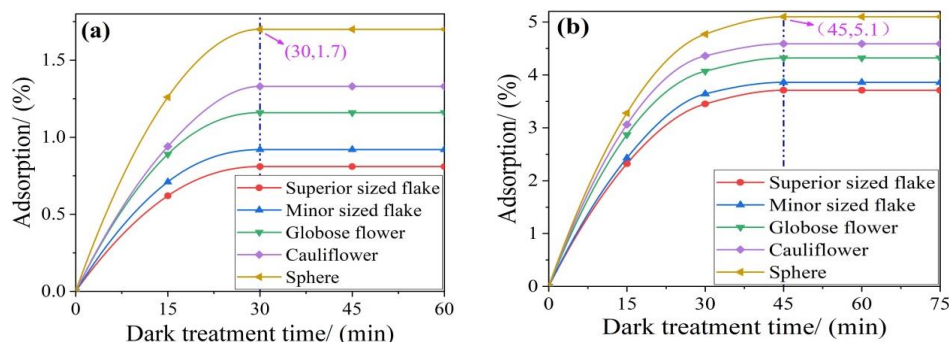 (a)
Adsorption/ (%)
1.5
1.0
0.5
0.0
(30,1.7)
Superior sized flake
Minor sized flake
Globose flower
Cauliflower
Sphere
0 15 30 45 60
Dark treatment time/ (min)
(b)
Adsorption/ (%)
5
4
3
2
1
0
(45,5.1)
Superior sized flake
Minor sized flake
Globose flower
Cauliflower
Sphere
0 15 30 45 60 75
Dark treatment time/ (min)